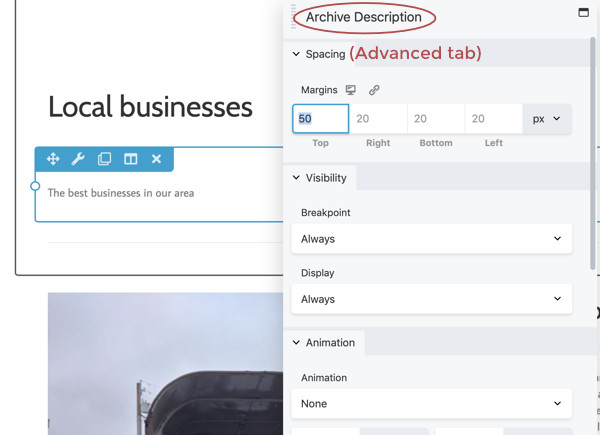 Archive Description
Spacing (Advanced tab)
Margins
50 20 20 20 px
Top Right Bottom Left
Visibility
Breakpoint
Always
Display
Always
Animation
Animation
None
Local businesses
The best businesses in our area